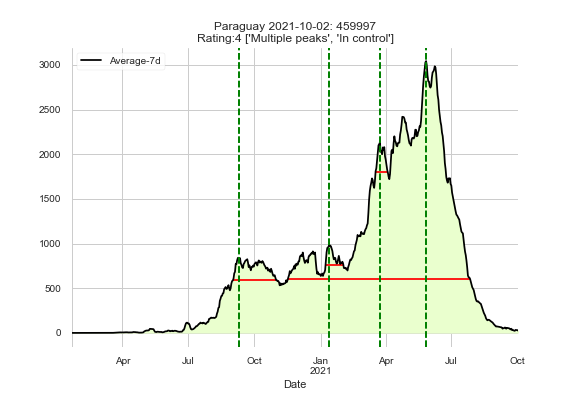 Paraguay 2021-10-02: 459997
Rating:4 ['Multiple peaks', 'In control']
Average-7d
3000
2500
2000
1500
1000
500
0
Apr Jul Oct Jan Apr Jul Oct
2021
Date